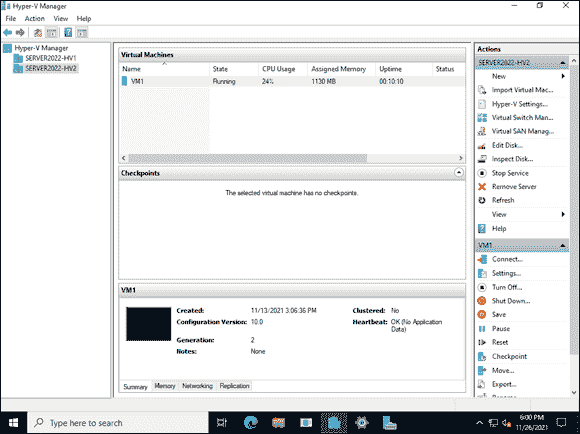 Hyper-V Manager
File Action View Help
Hyper-V Manager
SERVER2022-HV1
SERVER2022-HV2
Virtual Machines
Name State CPU Usage Assigned Memory Uptime Status
VM1 Running 24% 1130 MB 00:10:10
Checkpoints
The selected virtual machine has no checkpoints.
VM1
Created: 11/13/2021 3:06:36 PM Clustered: No
Configuration Version: 10.0 Heartbeat: OK (No Application
Data)
Generation: 2
Notes: None
Summary Memory Networking Replication
Actions
SERVER2022-HV2
New
Import Virtual Mac...
Hyper-V Settings...
Virtual Switch Man...
Virtual SAN Manag...
Edit Disk...
Inspect Disk...
Stop Service
Remove Server
Refresh
View
Help
VM1
Connect...
Settings...
Turn Off...
Shut Down...
Save
Pause
Reset
Checkpoint
Move...
Export...
Type here to search
6:00 PM
11/26/2021